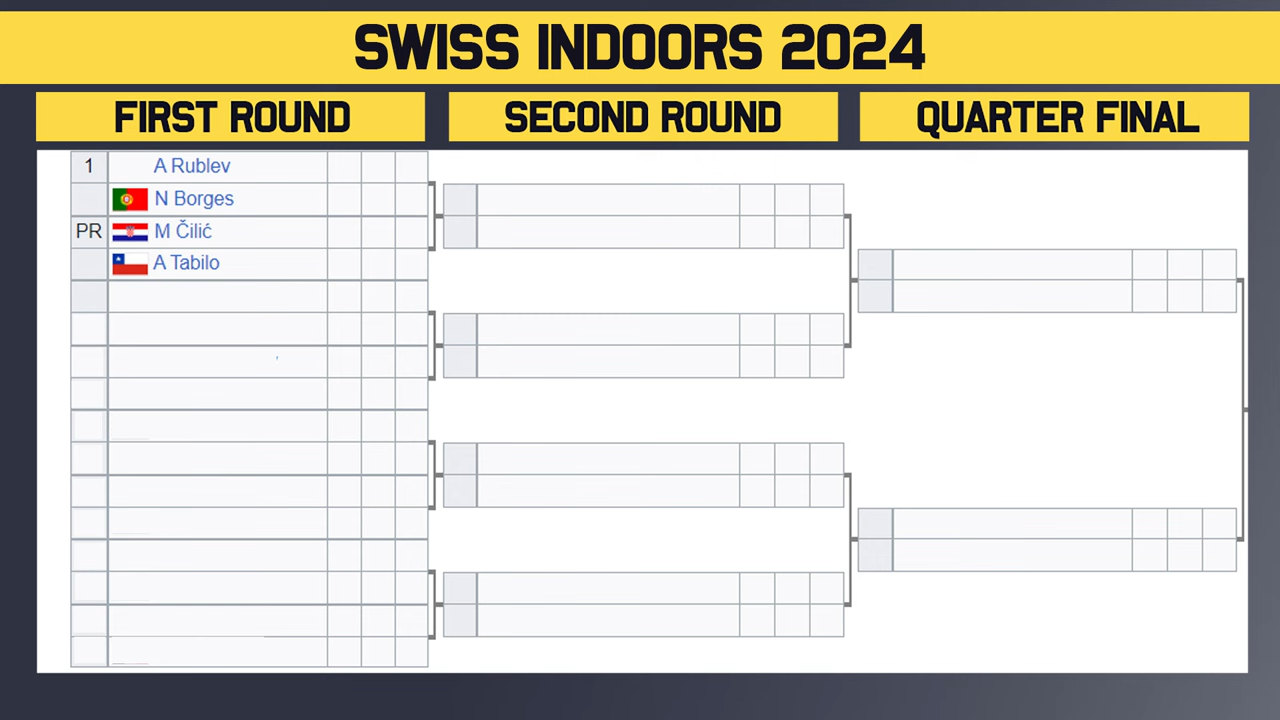 SWISS INDOORS 2024
FIRST ROUND
SECOND ROUND
QUARTER FINAL
1 A Rublev
N Borges
PR M Čilić
A Tabilo